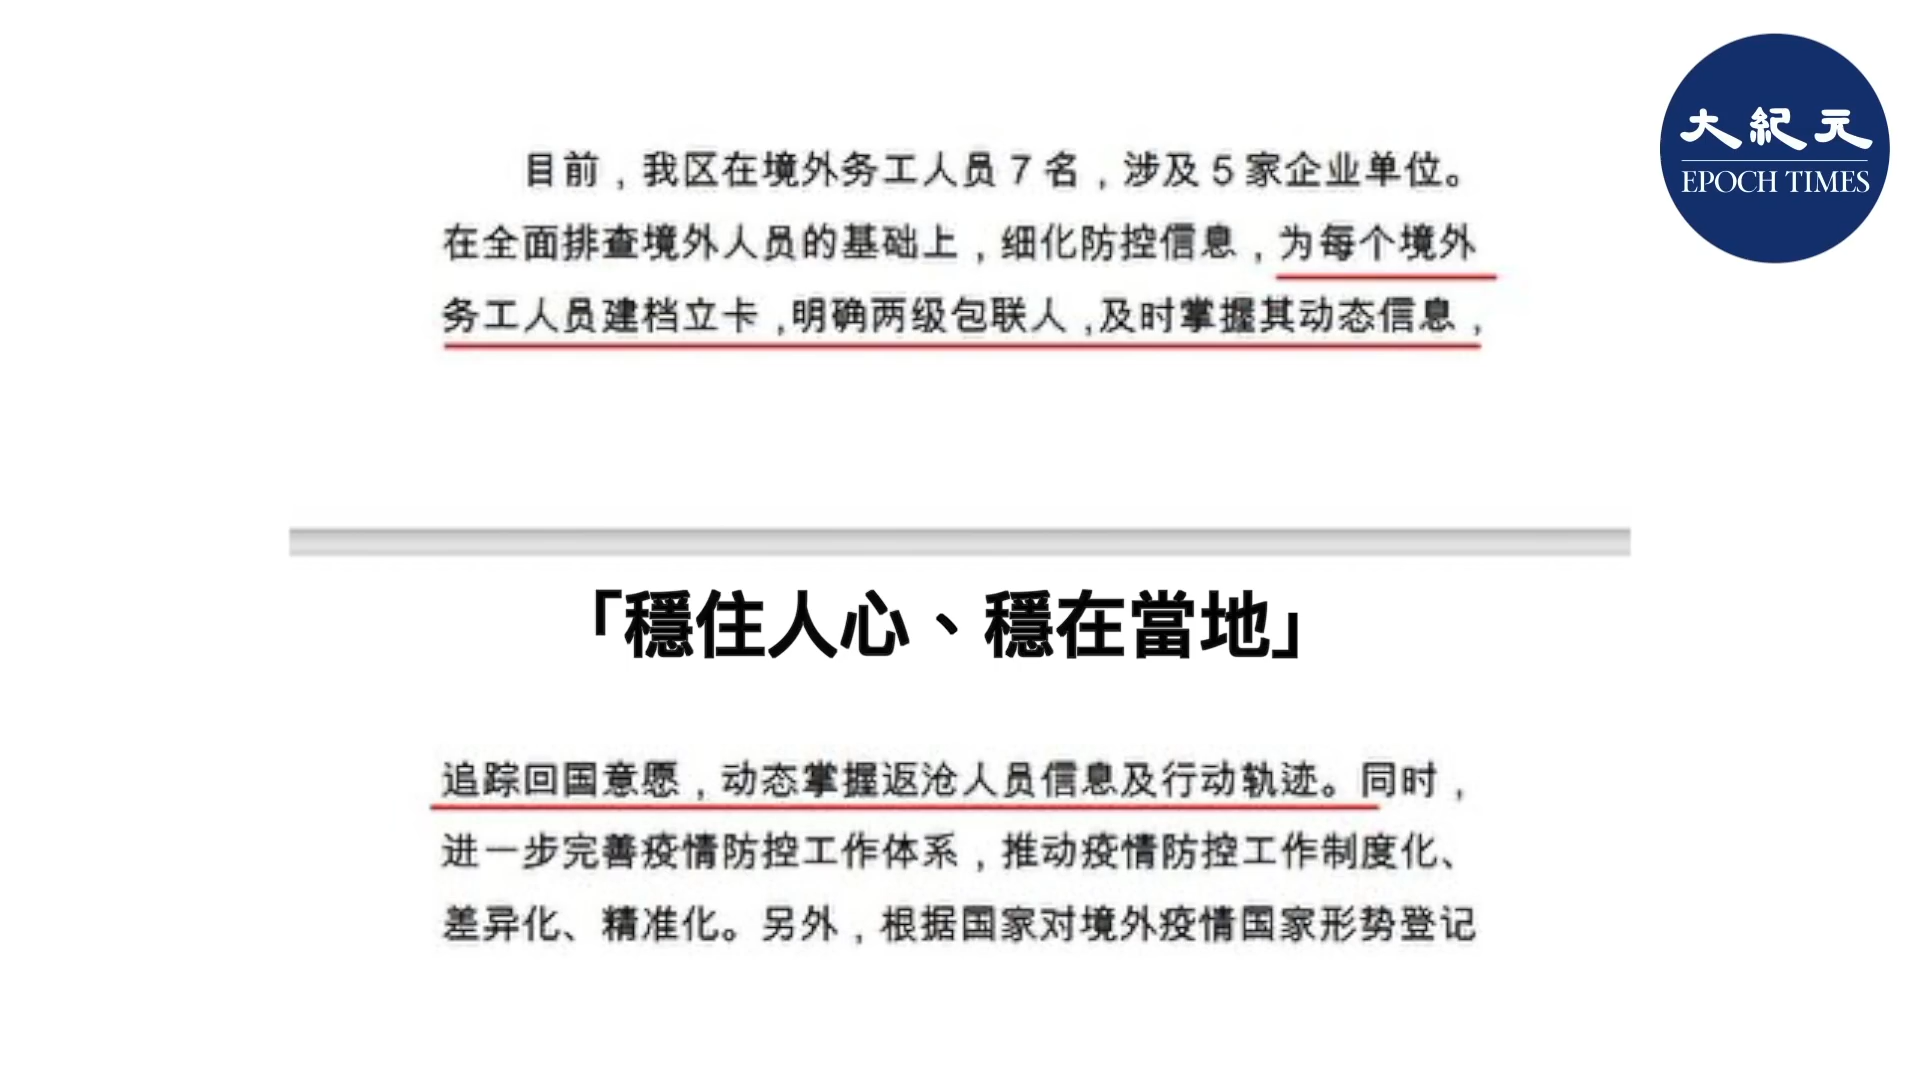 大紀元
EPOCH TIMES
目前，我区在境外务工人员 7 名，涉及 5 家企业单位。
在全面排查境外人员的基础上，细化防控信息，为每个境外
务工人员建档立卡，明确两级包联人，及时掌握其动态信息，
「穩住人心、穩在當地」
追踪回国意愿，动态掌握返沧人员信息及行动轨迹。同时，
进一步完善疫情防控工作体系，推动疫情防控工作制度化、
差异化、精准化。另外，根据国家对境外疫情国家形势登记